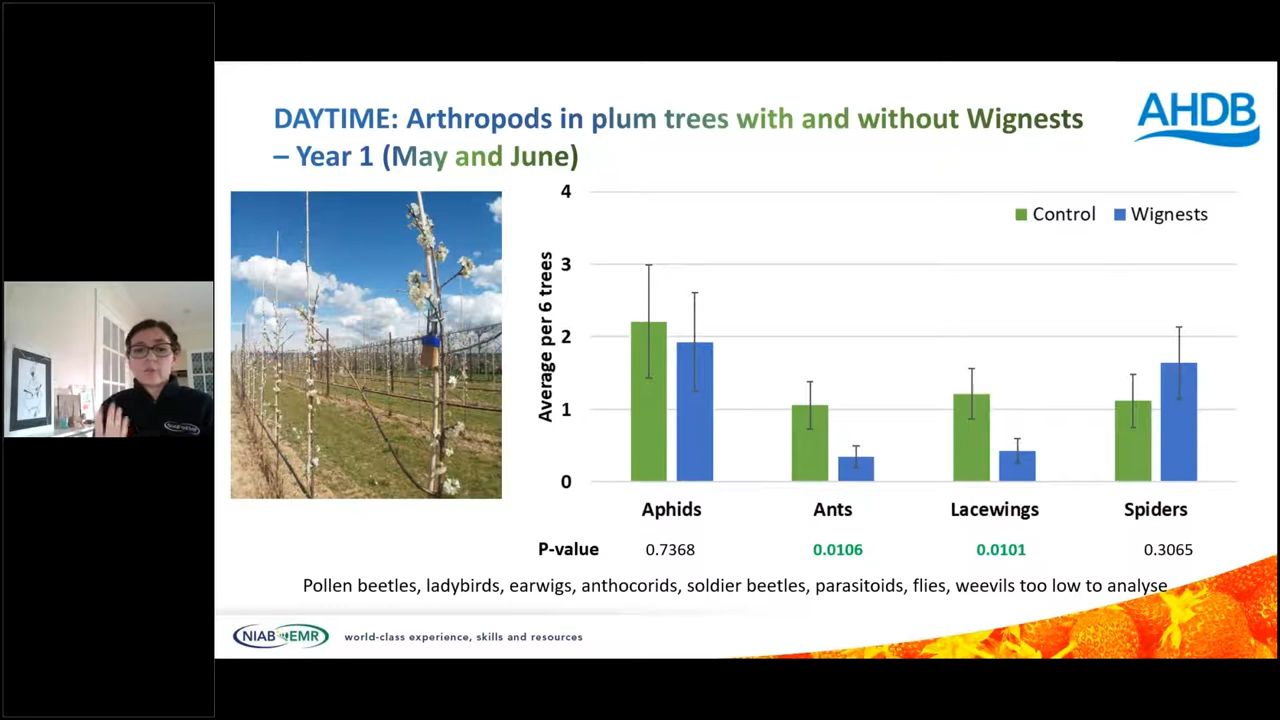 DAYTIME: Arthropods in plum trees with and without Wignests
– Year 1 (May and June)
AHDB
4
Control
Wignests
3
2
1
0
Average per 6 trees
Aphids
Ants
Lacewings
Spiders
P-value
0.7368
0.0106
0.0101
0.3065
Pollen beetles, ladybirds, earwigs, anthocorids, soldier beetles, parasitoids, flies, weevils too low to analyse
NIAB EMR
world-class experience, skills and resources